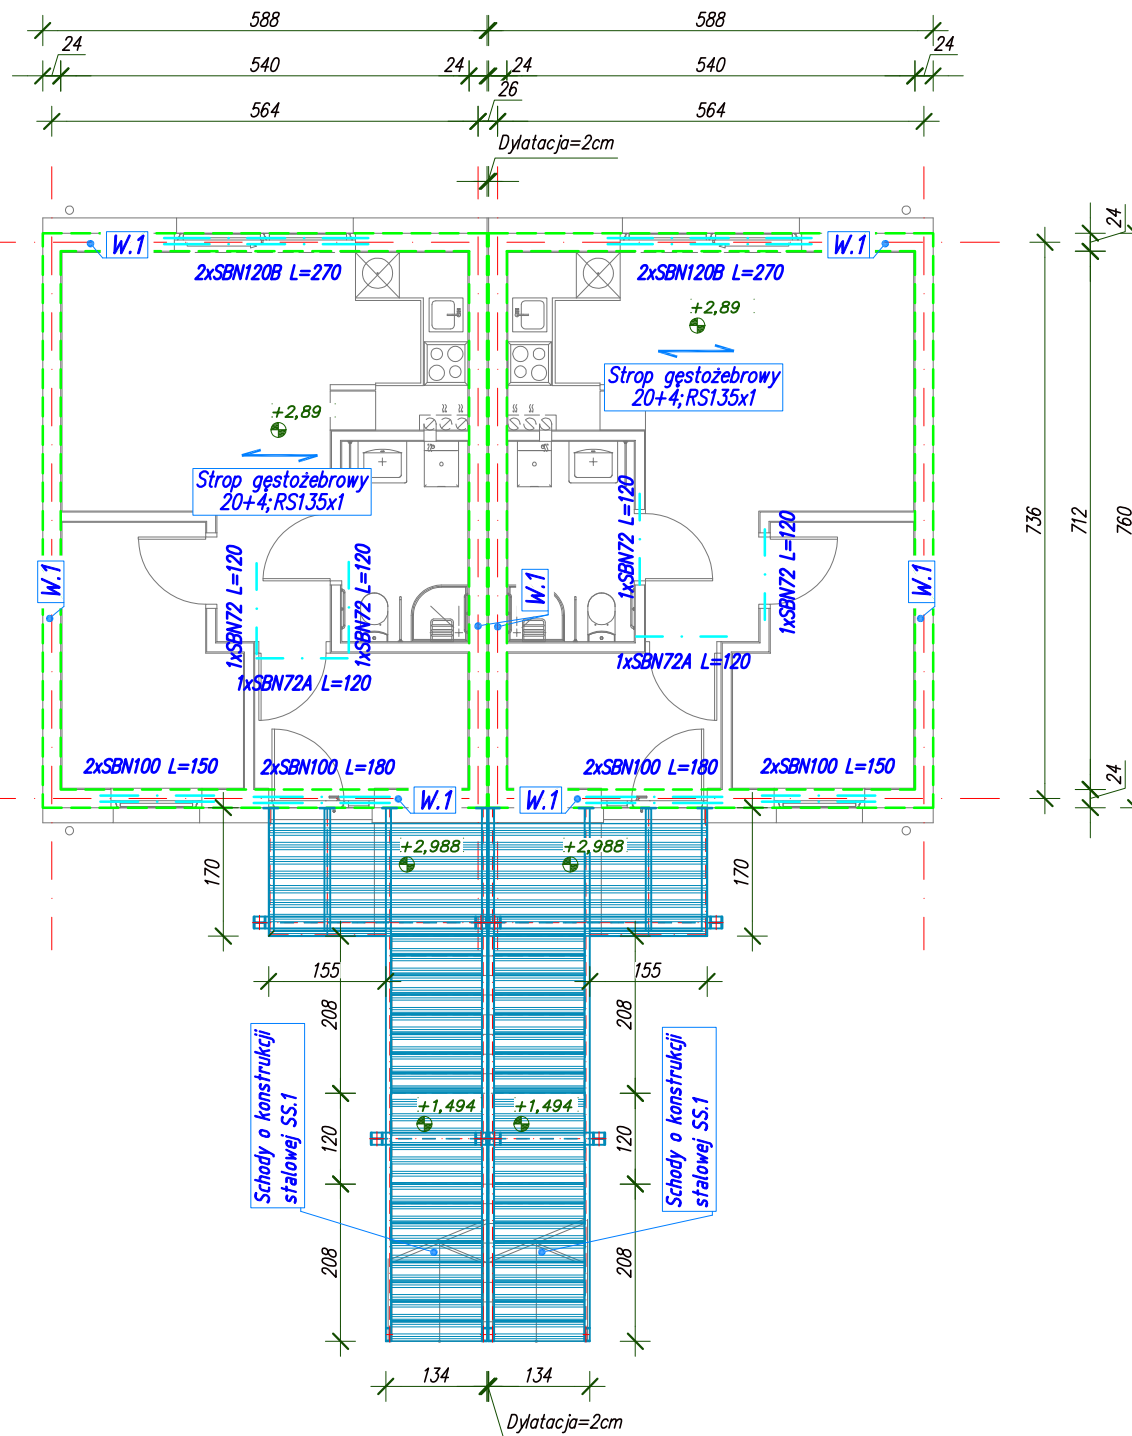 588
588
24
540
24
24
540
24
564
26
564
Dylatacja=2cm
W.1
W.1
24
2xSBN120B L=270
2xSBN120B L=270
+2,89
Strop gęstożebrowy
20+4;RS135x1
+2,89
Strop gęstożebrowy
20+4;RS135x1
736
712
760
1xSBN72 L=120
1xSBN72 L=120
1xSBN72 L=120
1xSBN72 L=120
W.1
W.1
W.1
1xSBN72A L=120
1xSBN72A L=120
2xSBN100 L=150
2xSBN100 L=180
2xSBN100 L=180
2xSBN100 L=150
24
W.1
W.1
+2,988
+2,988
170
170
155
155
208
208
Schody o konstrukcji
stalowej SS.1
Schody o konstrukcji
stalowej SS.1
+1,494
+1,494
120
120
208
208
134
134
Dylatacja=2cm